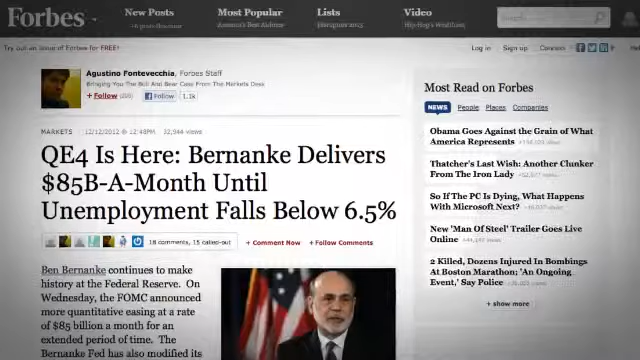 Forbes
New Posts
Most Popular
Lists
Video
America's Best Airlines
Search
Try out an issue of Forbes for FREE!
Log in
Sign up
Connect
Agustino Fontevecchia, Forbes Staff
Bringing You The Bull And Bear Case From The Markets Desk
+ Follow
Follow
1.1k
MARKETS
12/12/2012 @ 12:48PM
32,944 views
QE4 Is Here: Bernanke Delivers
$85B-A-Month Until
Unemployment Falls Below 6.5%
18 comments, 15 called-out
+ Comment Now
+ Follow Comments
Ben Bernanke continues to make
history at the Federal Reserve. On
Wednesday, the FOMC announced
more quantitative easing at a rate
of $85 billion a month for an
extended period of time. The
Bernanke Fed has also modified its
Most Read on Forbes
NEWS
People
Places
Companies
Obama Goes Against the Grain of What
America Represents
Thatcher's Last Wish: Another Clunker
From The Iron Lady
So If The PC Is Dying, What Happens
With Microsoft Next?
New 'Man Of Steel' Trailer Goes Live
Online
2 Killed, Dozens Injured In Bombings
At Boston Marathon; 'An Ongoing
Event,' Say Police
+ show more